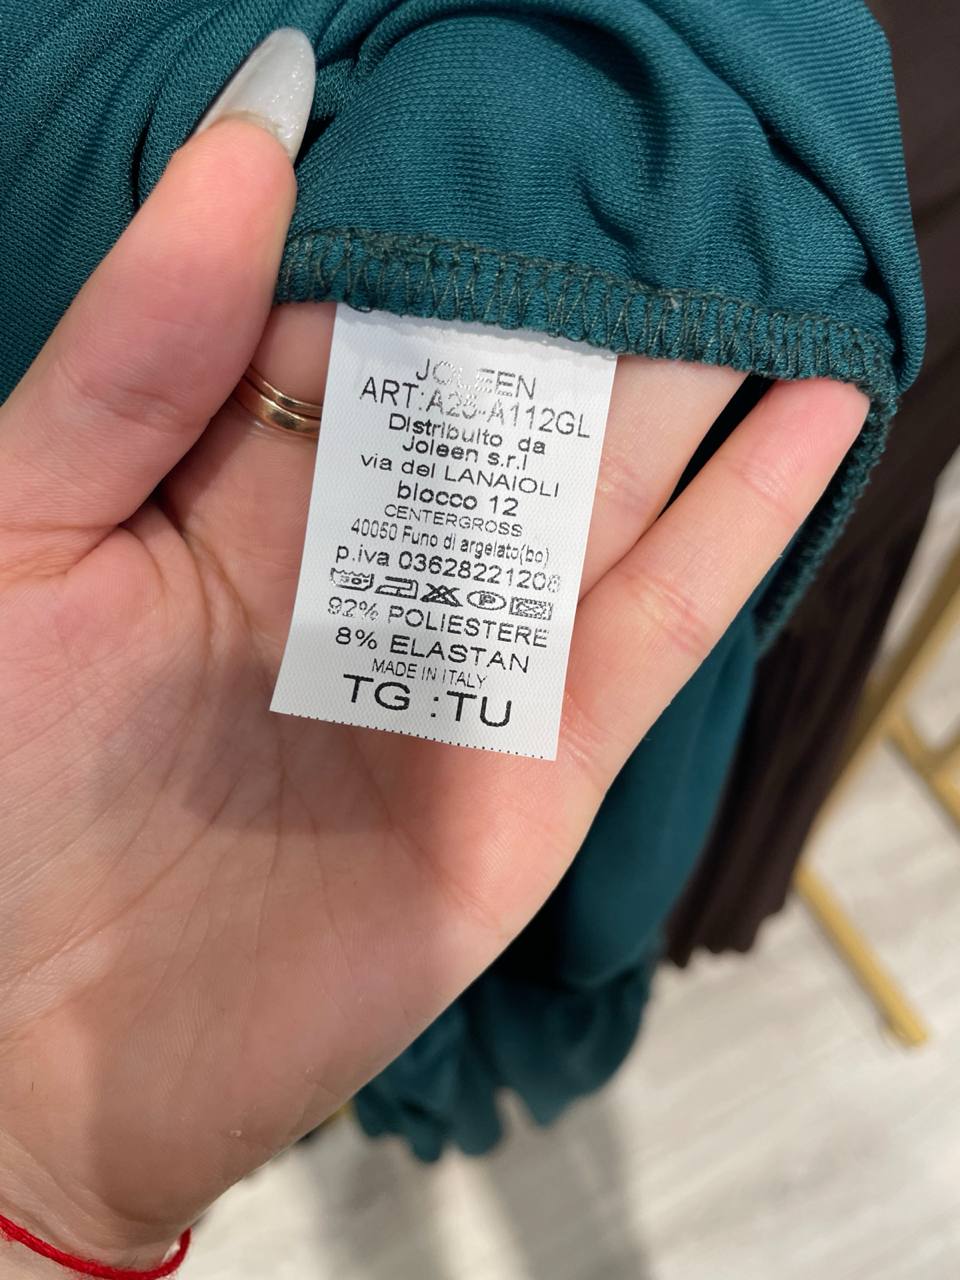 JOLEEN
ART:A25-A112GL
Distribuito da
Joleen s.r.l
via dei LANAIOLI
blocco 12
CENTERGROSS
40050 Funo di argelato(bo)
p.iva 03628221208
92% POLIESTERE
8% ELASTAN
MADE IN ITALY
TG :TU